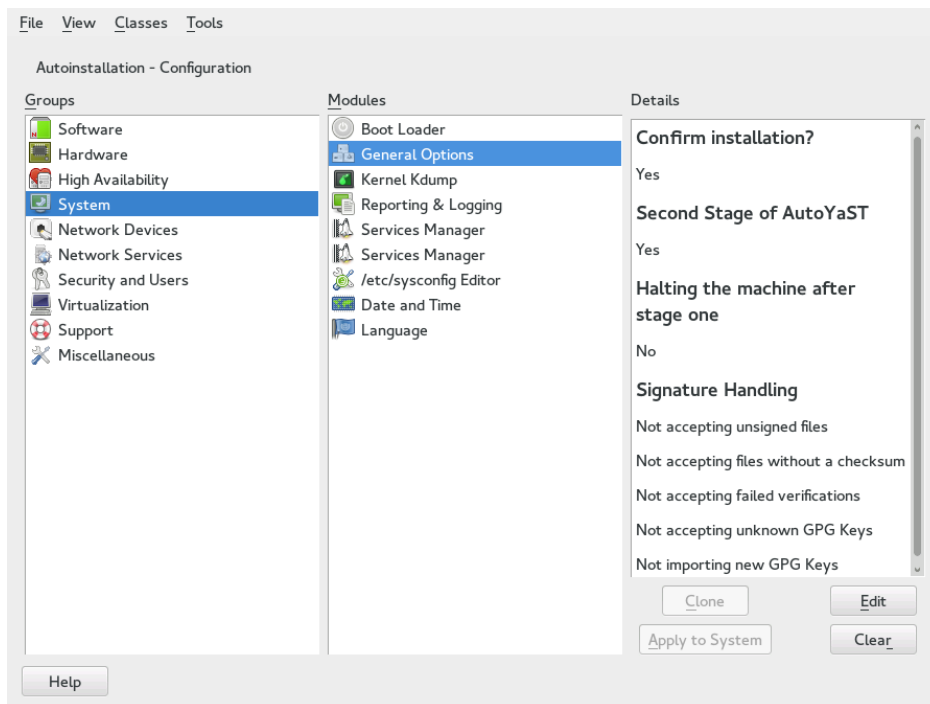 File View Classes Tools
Autoinstallation - Configuration
Groups
Software
Hardware
High Availability
System
Network Devices
Network Services
Security and Users
Virtualization
Support
Miscellaneous
Modules
Boot Loader
General Options
Kernel Kdump
Reporting & Logging
Services Manager
Services Manager
/etc/sysconfig Editor
Date and Time
Language
Details
Confirm installation?
Yes
Second Stage of AutoYaST
Yes
Halting the machine after
stage one
No
Signature Handling
Not accepting unsigned files
Not accepting files without a checksum
Not accepting failed verifications
Not accepting unknown GPG Keys
Not importing new GPG Keys
Clone Edit
Apply to System Clear
Help